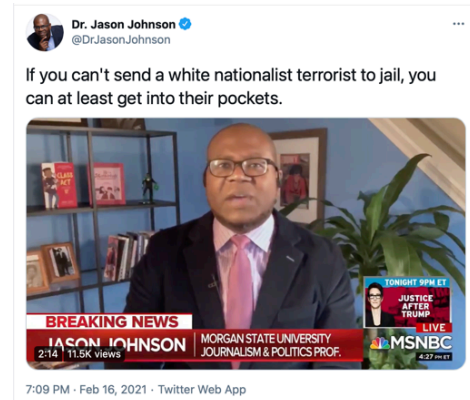 Dr. Jason Johnson
@DrJasonJohnson
If you can't send a white nationalist terrorist to jail, you
can at least get into their pockets.
CLASS
ACT
TONIGHT 9PM ET
JUSTICE
AFTER
TRUMP
LIVE
BREAKING NEWS
JASON JOHNSON
MORGAN STATE UNIVERSITY
JOURNALISM & POLITICS PROF.
MSNBC
4:27 PM ET
2:14 11.5K views
7:09 PM · Feb 16, 2021 · Twitter Web App